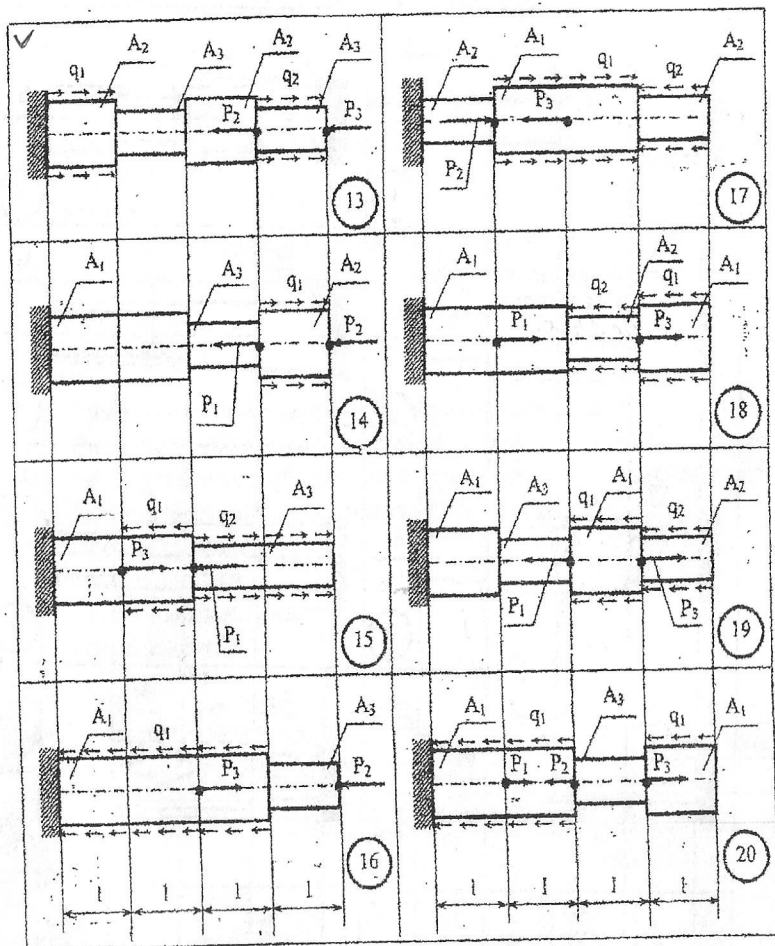 A₂ A₃ A₂ A₃
q₁ q₂
P₂ P₃
13
A₂ A₁ A₂
q₁ q₂
P₃
P₂
17
A₁ A₃ q₁ A₂
P₂
P₁
14
A₁ A₂
q₂ q₁ A₁
P₁ P₃
18
A₁ q₁ q₂ A₃
P₃
P₁
15
A₁ A₃ q₁ A₁ q₂ A₂
P₁ P₃
19
A₁ q₁ A₃
P₃ P₂
16
A₁ q₁ A₃ q₁ A₁
P₁ P₂ P₃
20
l l l l
l l l l